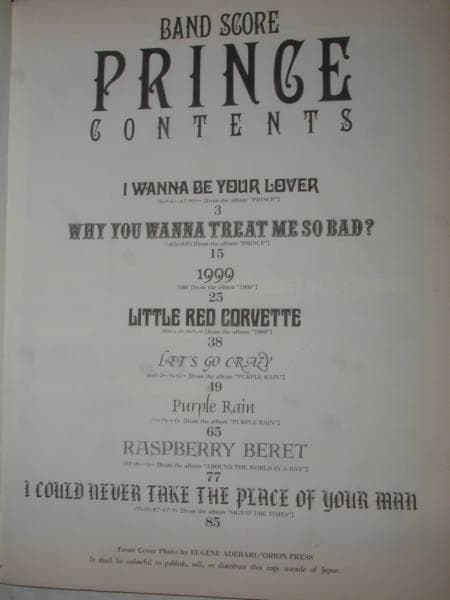 BAND SCORE
PRINCE
CONTENTS
I WANNA BE YOUR LOVER
[from the album "PRINCE"]
3
WHY YOU WANNA TREAT ME SO BAD?
[from the album "PRINCE"]
15
1999
[from the album "1999"]
25
LITTLE RED CORVETTE
[from the album "1999"]
38
LET'S GO CRAZY
[from the album "PURPLE RAIN"]
49
Purple Rain
[from the album "PURPLE RAIN"]
65
RASPBERRY BERET
[from the album "AROUND THE WORLD IN A DAY"]
77
I COULD NEVER TAKE THE PLACE OF YOUR MAN
[from the album "SIGN O' THE TIMES"]
85
Front Cover Photo by EUGENE ADEBARI/ORION PRESS
It shall be unlawful to publish, sell, or distribute this copy outside of Japan.